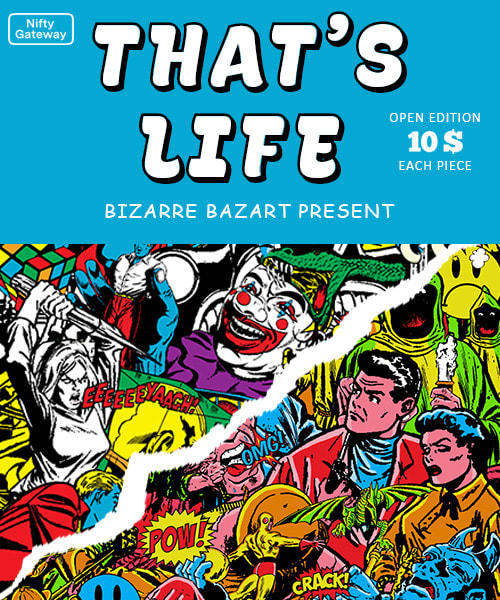 Nifty
Gateway
THAT'S
LIFE
OPEN EDITION
10 $
EACH PIECE
BIZARRE BAZART PRESENT
EEEEEEYAACH!
OMG!
POW!
CRACK!